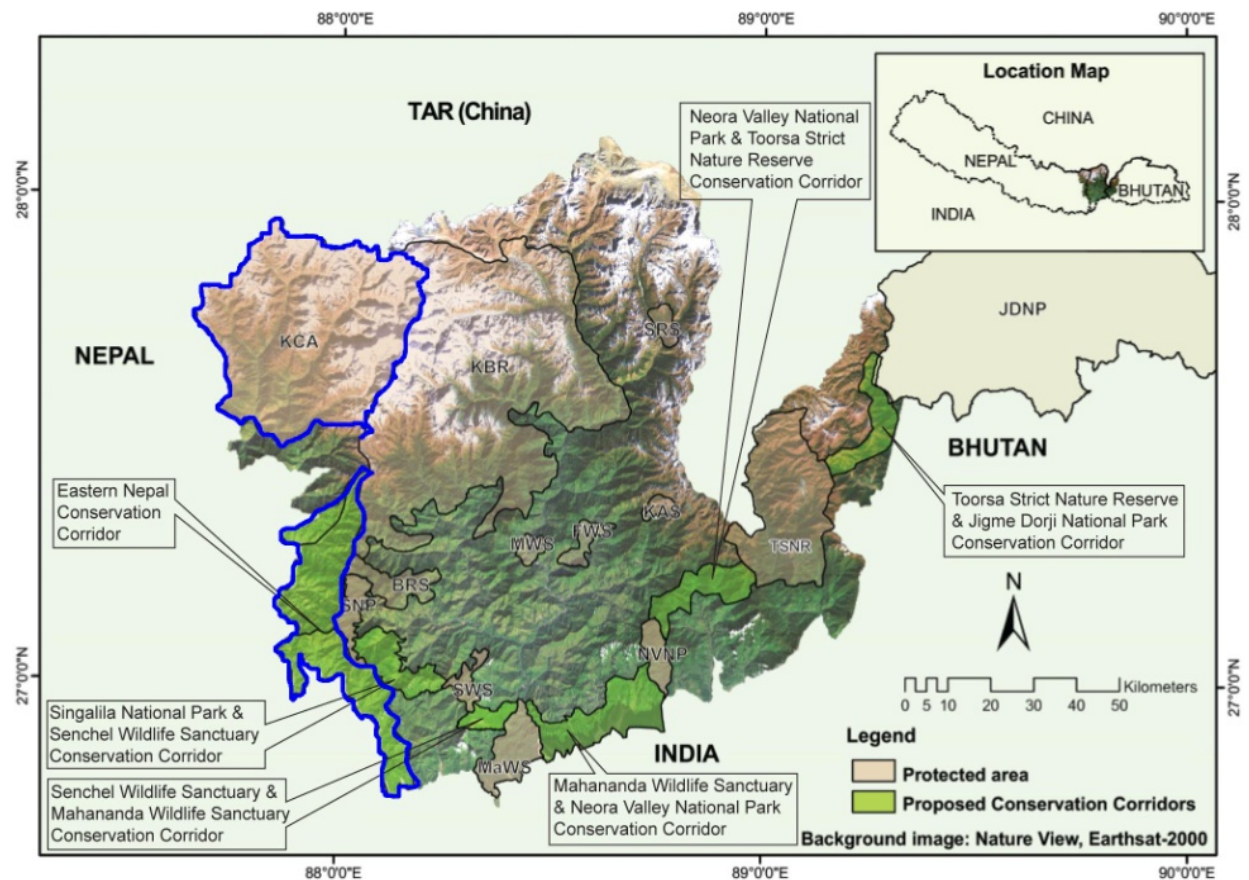 88°0'0"E
89°0'0"E
90°0'0"E
28°0'0"N
28°0'0"N
27°0'0"N
27°0'0"N
Location Map
CHINA
NEPAL
BHUTAN
INDIA
TAR (China)
Neora Valley National
Park & Toorsa Strict
Nature Reserve
Conservation Corridor
JDNP
SRS
KCA
KBR
NEPAL
BHUTAN
Eastern Nepal
Conservation
Corridor
Toorsa Strict Nature Reserve
& Jigme Dorji National Park
Conservation Corridor
KAS
FWS
MWS
TSNR
BRS
SNP
N
NVNP
SWS
Kilometers
0 5 10 20 30 40 50
Singalila National Park &
Senchel Wildlife Sanctuary
Conservation Corridor
INDIA
MaWS
Legend
Protected area
Proposed Conservation Corridors
Senchel Wildlife Sanctuary &
Mahananda Wildlife Sanctuary
Conservation Corridor
Mahananda Wildlife Sanctuary
& Neora Valley National Park
Conservation Corridor
Background image: Nature View, Earthsat-2000
88°0'0"E
89°0'0"E
90°0'0"E